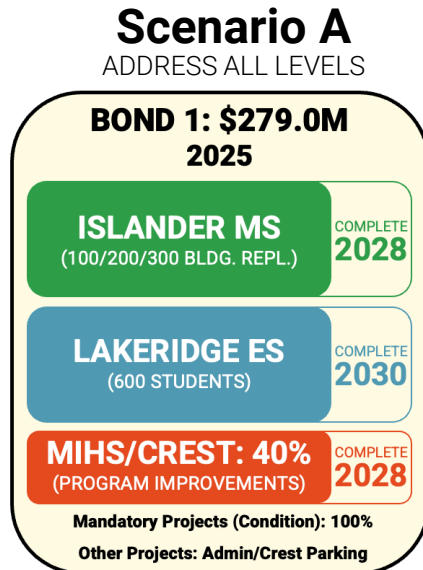 Scenario A
ADDRESS ALL LEVELS
BOND 1: $279.0M
2025
ISLANDER MS
(100/200/300 BLDG. REPL.)
COMPLETE
2028
LAKERIDGE ES
(600 STUDENTS)
COMPLETE
2030
MIHS/CREST: 40%
(PROGRAM IMPROVEMENTS)
COMPLETE
2028
Mandatory Projects (Condition): 100%
Other Projects: Admin/Crest Parking